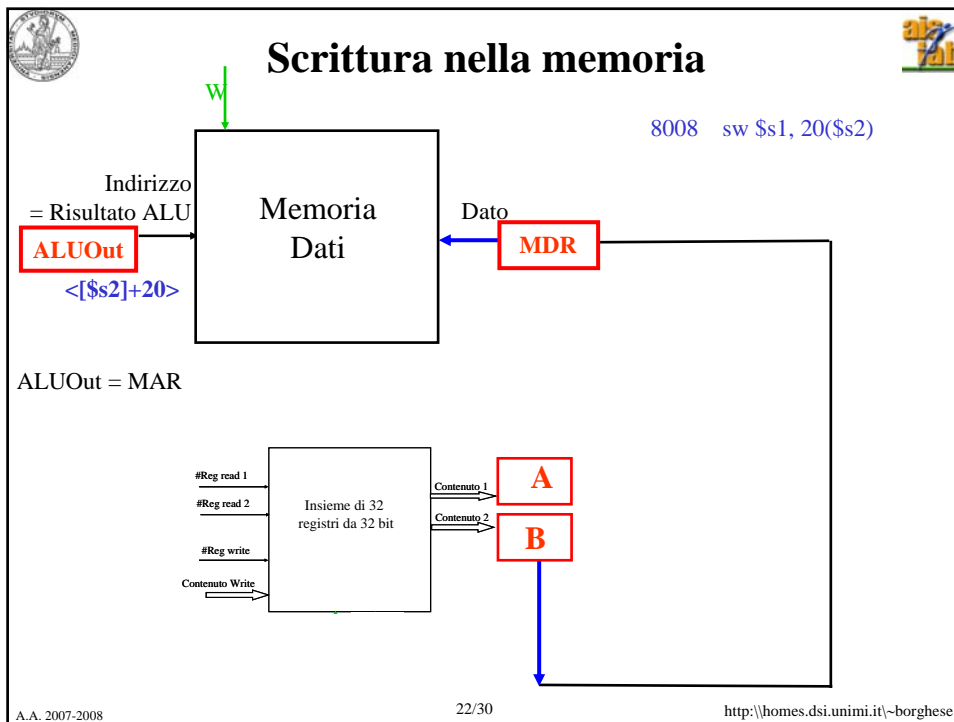 Scrittura nella memoria
W
8008 sw $s1, 20($s2)
Indirizzo
= Risultato ALU
ALUOut
<[$s2]+20>
Memoria
Dati
Dato
MDR
ALUOut = MAR
#Reg read 1
#Reg read 2
#Reg write
Contenuto Write
Insieme di 32
registri da 32 bit
Contenuto 1
Contenuto 2
A
B
A.A. 2007-2008
22/30
http:\\homes.dsi.unimi.it\~borghese